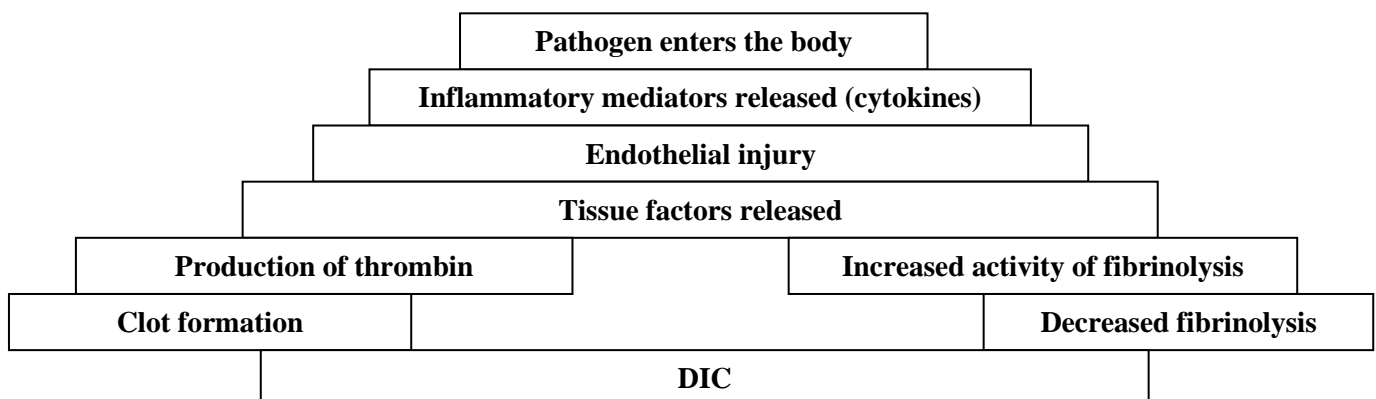 Pathogen enters the body
Inflammatory mediators released (cytokines)
Endothelial injury
Tissue factors released
Production of thrombin
Increased activity of fibrinolysis
Clot formation
Decreased fibrinolysis
DIC